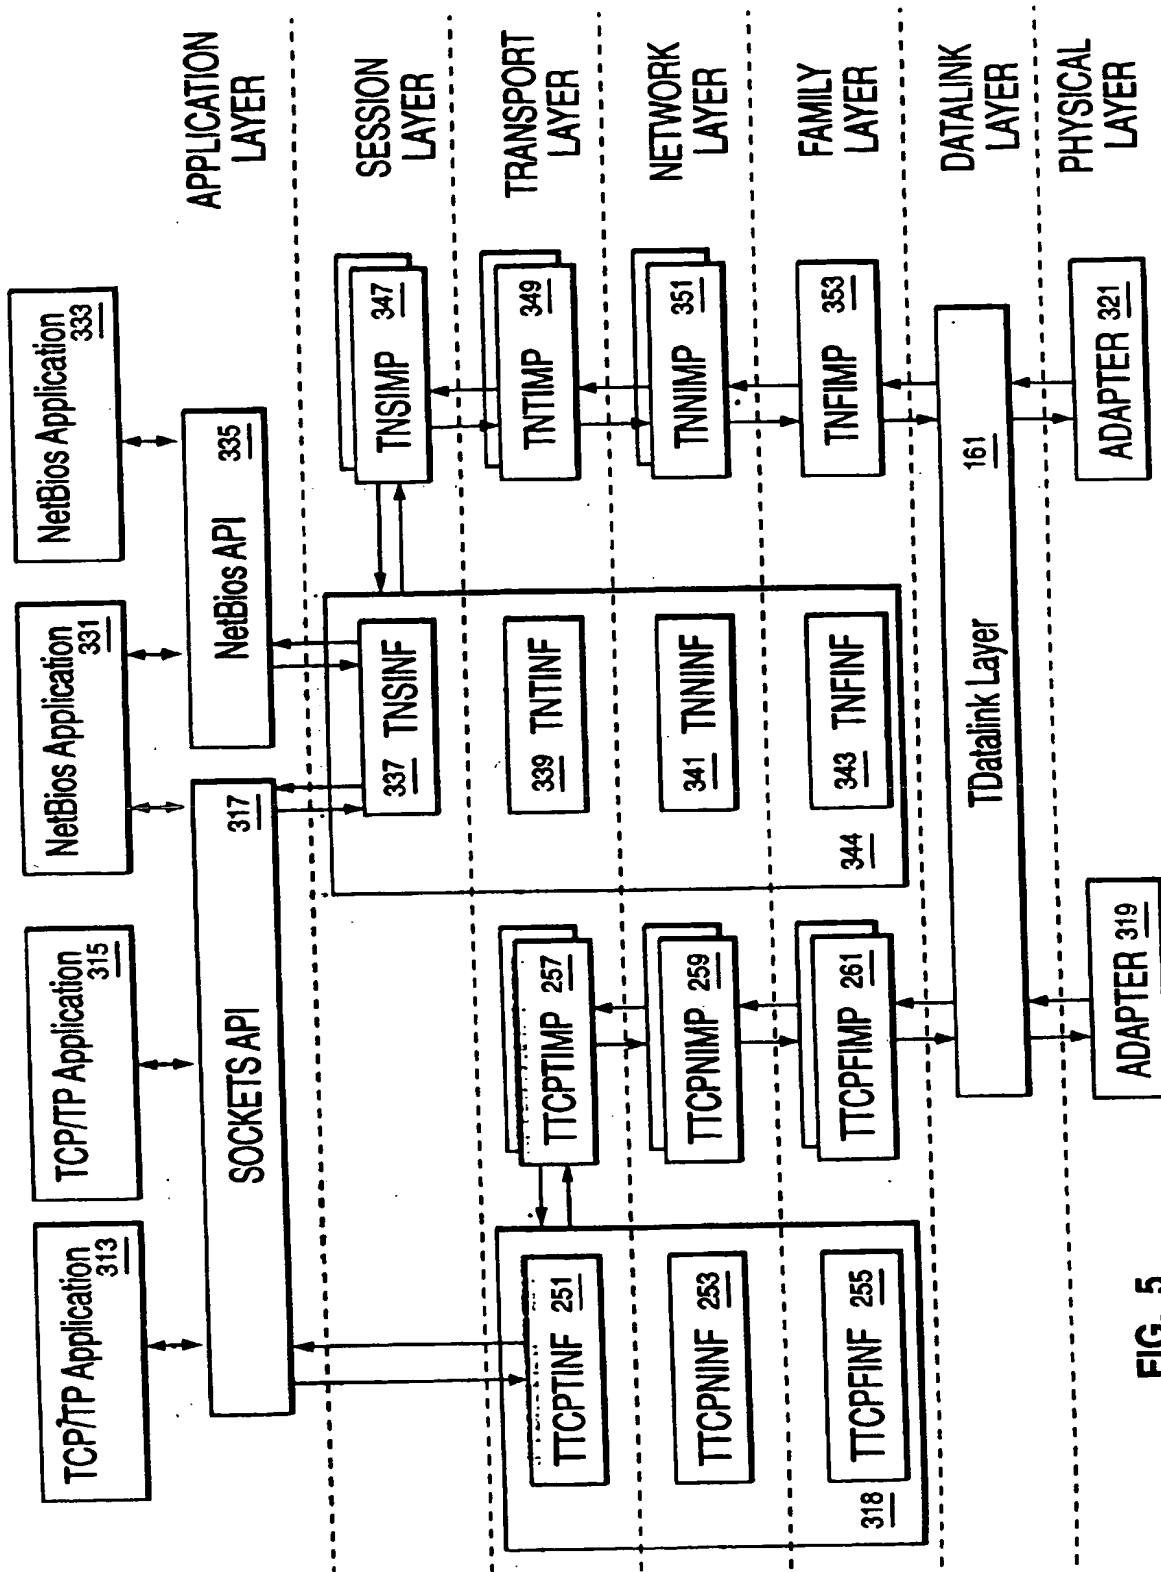 TCP/TP Application
313
TCP/TP Application
315
NetBios Application
331
NetBios Application
333
APPLICATION
LAYER
SOCKETS API
317
NetBios API
335
SESSION
LAYER
337 TNSINF
TNSIMP 347
TRANSPORT
LAYER
TTCPTINF 251
TTCPTIMP 257
339 TNTINF
TNTIMP 349
NETWORK
LAYER
TTCPNINF 253
TTCPNIMP 259
341 TNNINF
TNNIMP 351
FAMILY
LAYER
TTCPFINF 255
318
TTCPFIMP 261
343 TNFINF
344
TNFIMP 353
DATALINK
LAYER
TDatalink Layer
161
PHYSICAL
LAYER
ADAPTER 319
ADAPTER 321
FIG. 5